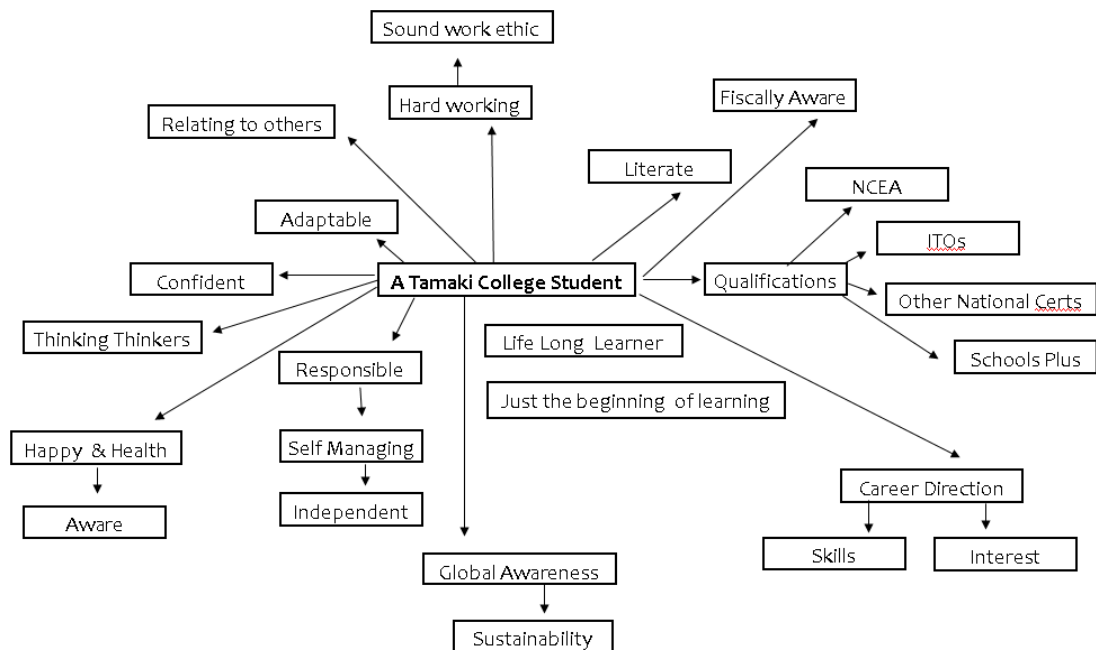 Sound work ethic
Hard working
Fiscally Aware
Relating to others
Literate
NCEA
Adaptable
ITOs
Confident
A Tamaki College Student
Qualifications
Other National Certs
Thinking Thinkers
Life Long Learner
Schools Plus
Responsible
Just the beginning of learning
Happy & Health
Self Managing
Career Direction
Aware
Independent
Skills
Interest
Global Awareness
Sustainability